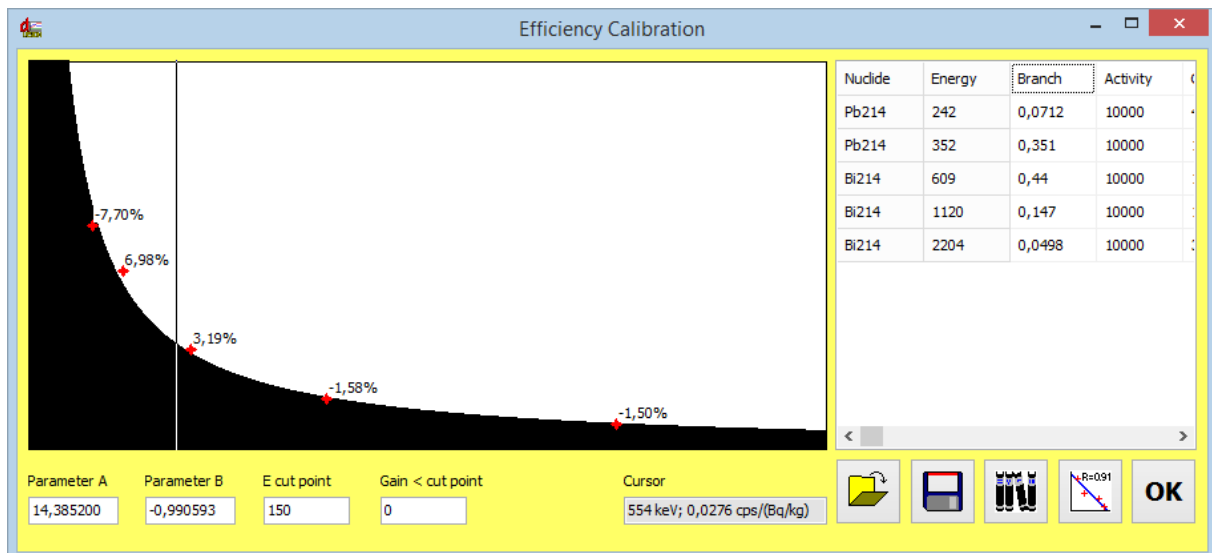 Efficiency Calibration
Nuclide Energy Branch Activity
Pb214 242 0,0712 10000
Pb214 352 0,351 10000
Bi214 609 0,44 10000
Bi214 1120 0,147 10000
Bi214 2204 0,0498 10000
-7,70%
6,98%
3,19%
-1,58%
-1,50%
Parameter A Parameter B E cut point Gain < cut point Cursor
14,385200 -0,990593 150 0 554 keV; 0,0276 cps/(Bq/kg)
R=0.91
OK